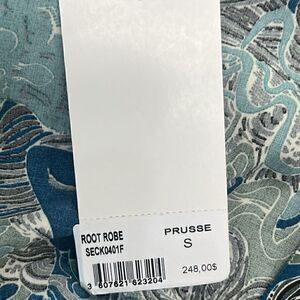 ROOT ROBE
SECK0401F
PRUSSE
S
3 607621 623204
248,00$